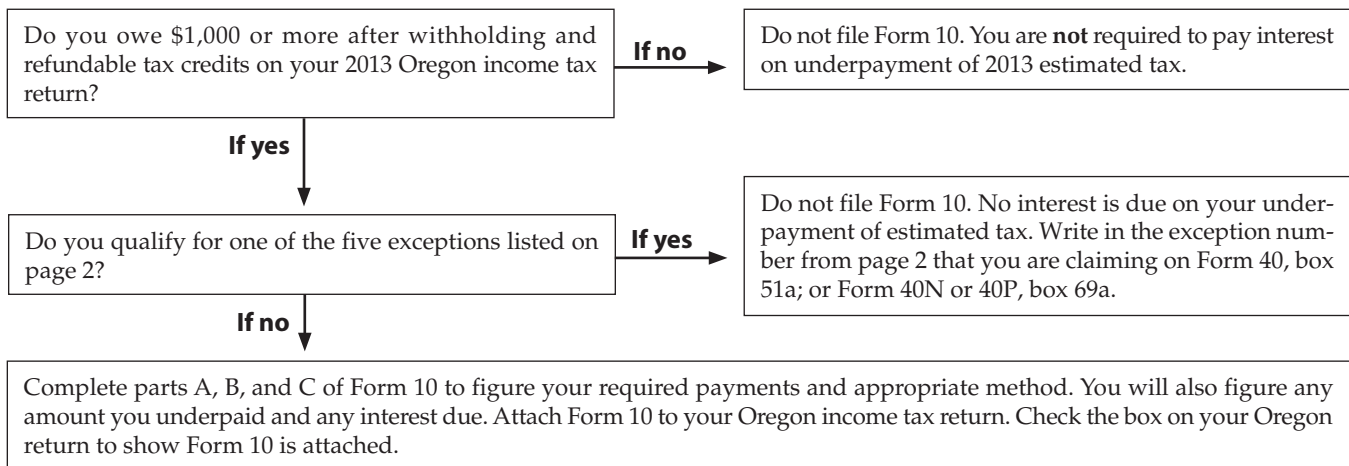 Do you owe $1,000 or more after withholding and
refundable tax credits on your 2013 Oregon income tax
return?
If no
Do not file Form 10. You are not required to pay interest
on underpayment of 2013 estimated tax.
If yes
Do you qualify for one of the five exceptions listed on
page 2?
If yes
Do not file Form 10. No interest is due on your under-
payment of estimated tax. Write in the exception num-
ber from page 2 that you are claiming on Form 40, box
51a; or Form 40N or 40P, box 69a.
If no
Complete parts A, B, and C of Form 10 to figure your required payments and appropriate method. You will also figure any
amount you underpaid and any interest due. Attach Form 10 to your Oregon income tax return. Check the box on your Oregon
return to show Form 10 is attached.